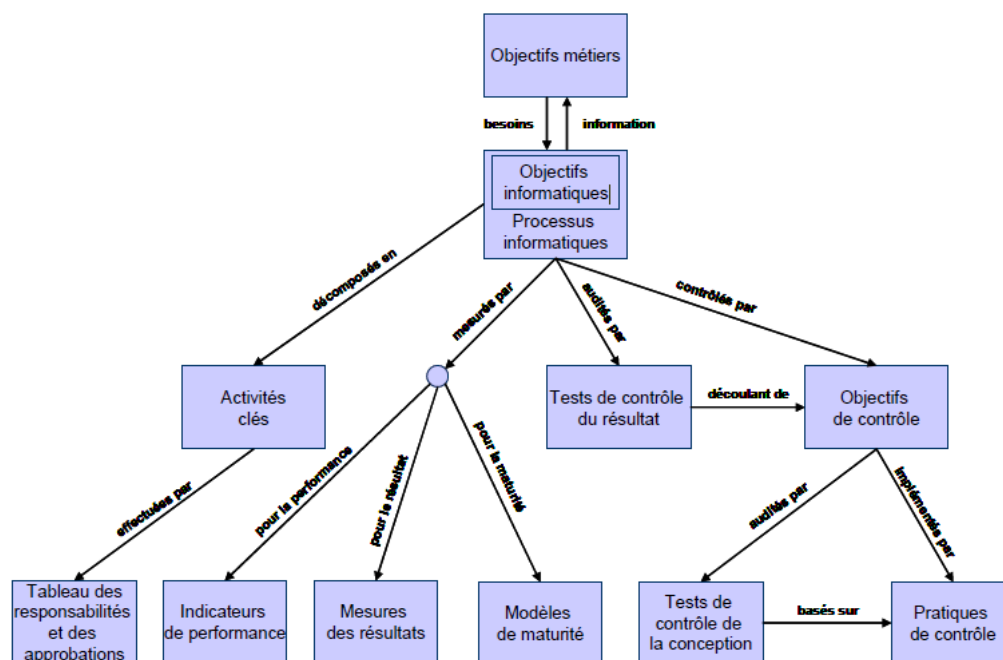 Objectifs métiers
besoins
information
Objectifs
informatiques
Processus
informatiques
décomposés en
mesurés par
audités par
contrôlés par
Activités
clés
Tests de contrôle
du résultat
découlant de
Objectifs
de contrôle
effectuées par
pour la performance
pour le résultat
pour la maturité
audités par
implémentés par
Tableau des
responsabilités
et des
approbations
Indicateurs
de performance
Mesures
des résultats
Modèles
de maturité
Tests de
contrôle de
la conception
basés sur
Pratiques
de contrôle